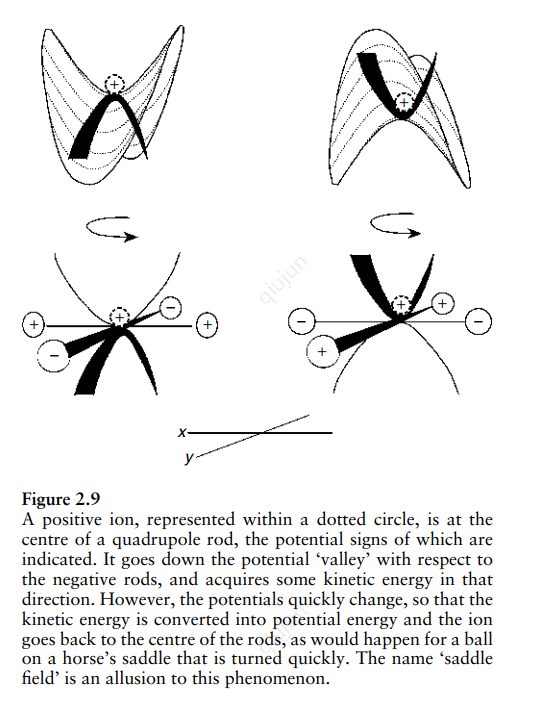 +
+
+
+
−
+
−
+
+
−
+
−
+
x
y
Figure 2.9
A positive ion, represented within a dotted circle, is at the
centre of a quadrupole rod, the potential signs of which are
indicated. It goes down the potential ‘valley’ with respect to
the negative rods, and acquires some kinetic energy in that
direction. However, the potentials quickly change, so that the
kinetic energy is converted into potential energy and the ion
goes back to the centre of the rods, as would happen for a ball
on a horse’s saddle that is turned quickly. The name ‘saddle
field’ is an allusion to this phenomenon.
qiujun
qiujun